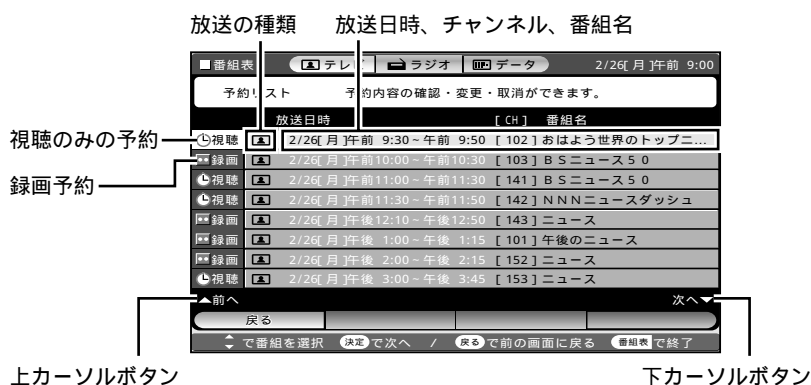 放送の種類 放送日時、チャンネル、番組名
■番組表 テレビ ラジオ データ 2/26[月]午前 9:00
予約リスト 予約内容の確認・変更・取消ができます。
放送日時 [CH] 番組名
視聴のみの予約
視聴 2/26[月]午前 9:30~午前 9:50 [102]おはよう世界のトップニ...
録画 2/26[月]午前10:00~午前10:30 [103]BSニュース50
録画予約
視聴 2/26[月]午前11:00~午前11:30 [141]BSニュース50
視聴 2/26[月]午前11:30~午前11:50 [142]NNNニュースダッシュ
録画 2/26[月]午後12:10~午後12:50 [143]ニュース
録画 2/26[月]午後 1:00~午後 1:15 [101]午後のニュース
録画 2/26[月]午後 2:00~午後 2:15 [152]ニュース
視聴 2/26[月]午後 3:00~午後 3:45 [153]ニュース
▲前へ 次へ▼
戻る
で番組を選択 決定で次へ / 戻るで前の画面に戻る 番組表で終了
上カーソルボタン 下カーソルボタン